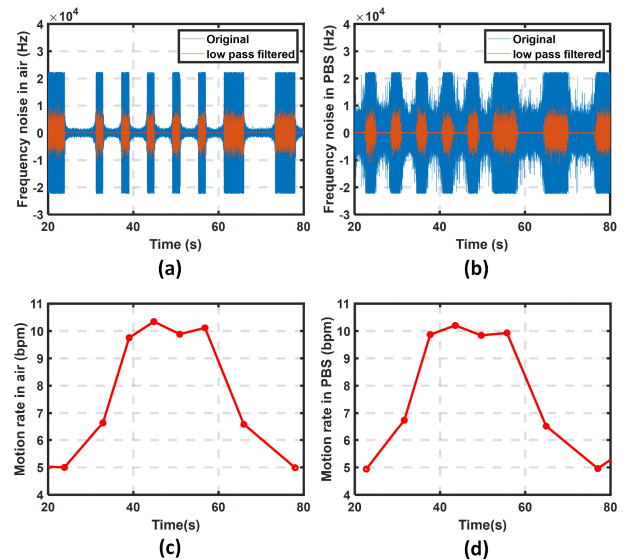 × 10⁴
Original
low pass filtered
Frequency noise in air (Hz)
4
3
2
1
0
-1
-2
-3
20 40 60 80
Time (s)
(a)
× 10⁴
Original
low pass filtered
Frequency noise in PBS (Hz)
4
3
2
1
0
-1
-2
-3
20 40 60 80
Time (s)
(b)
Motion rate in air (bpm)
11
10
9
8
7
6
5
4
20 40 60 80
Time(s)
(c)
Motion rate in PBS (bpm)
11
10
9
8
7
6
5
4
20 40 60 80
Time(s)
(d)